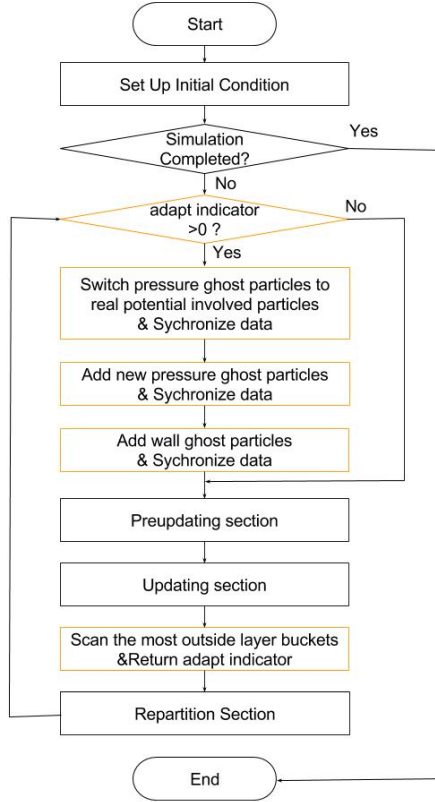 Start
Set Up Initial Condition
Simulation
Completed?
Yes
No
adapt indicator
>0 ?
No
Yes
Switch pressure ghost particles to
real potential involved particles
& Sychronize data
Add new pressure ghost particles
& Sychronize data
Add wall ghost particles
& Sychronize data
Preupdating section
Updating section
Scan the most outside layer buckets
&Return adapt indicator
Repartition Section
End